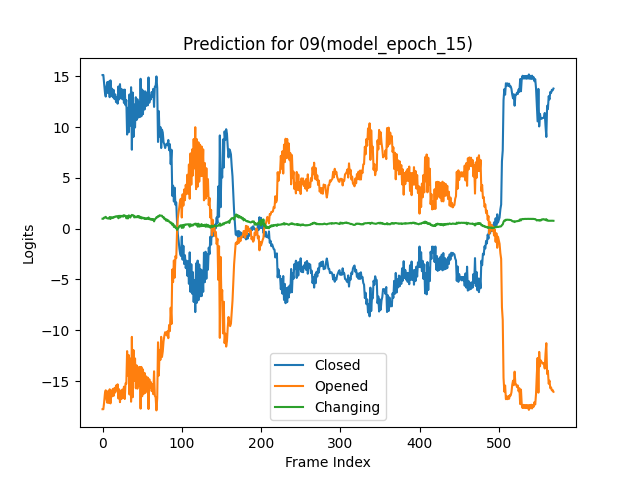 Prediction for 09(model_epoch_15)
15
10
5
0
−5
−10
−15
Logits
Closed
Opened
Changing
0 100 200 300 400 500
Frame Index